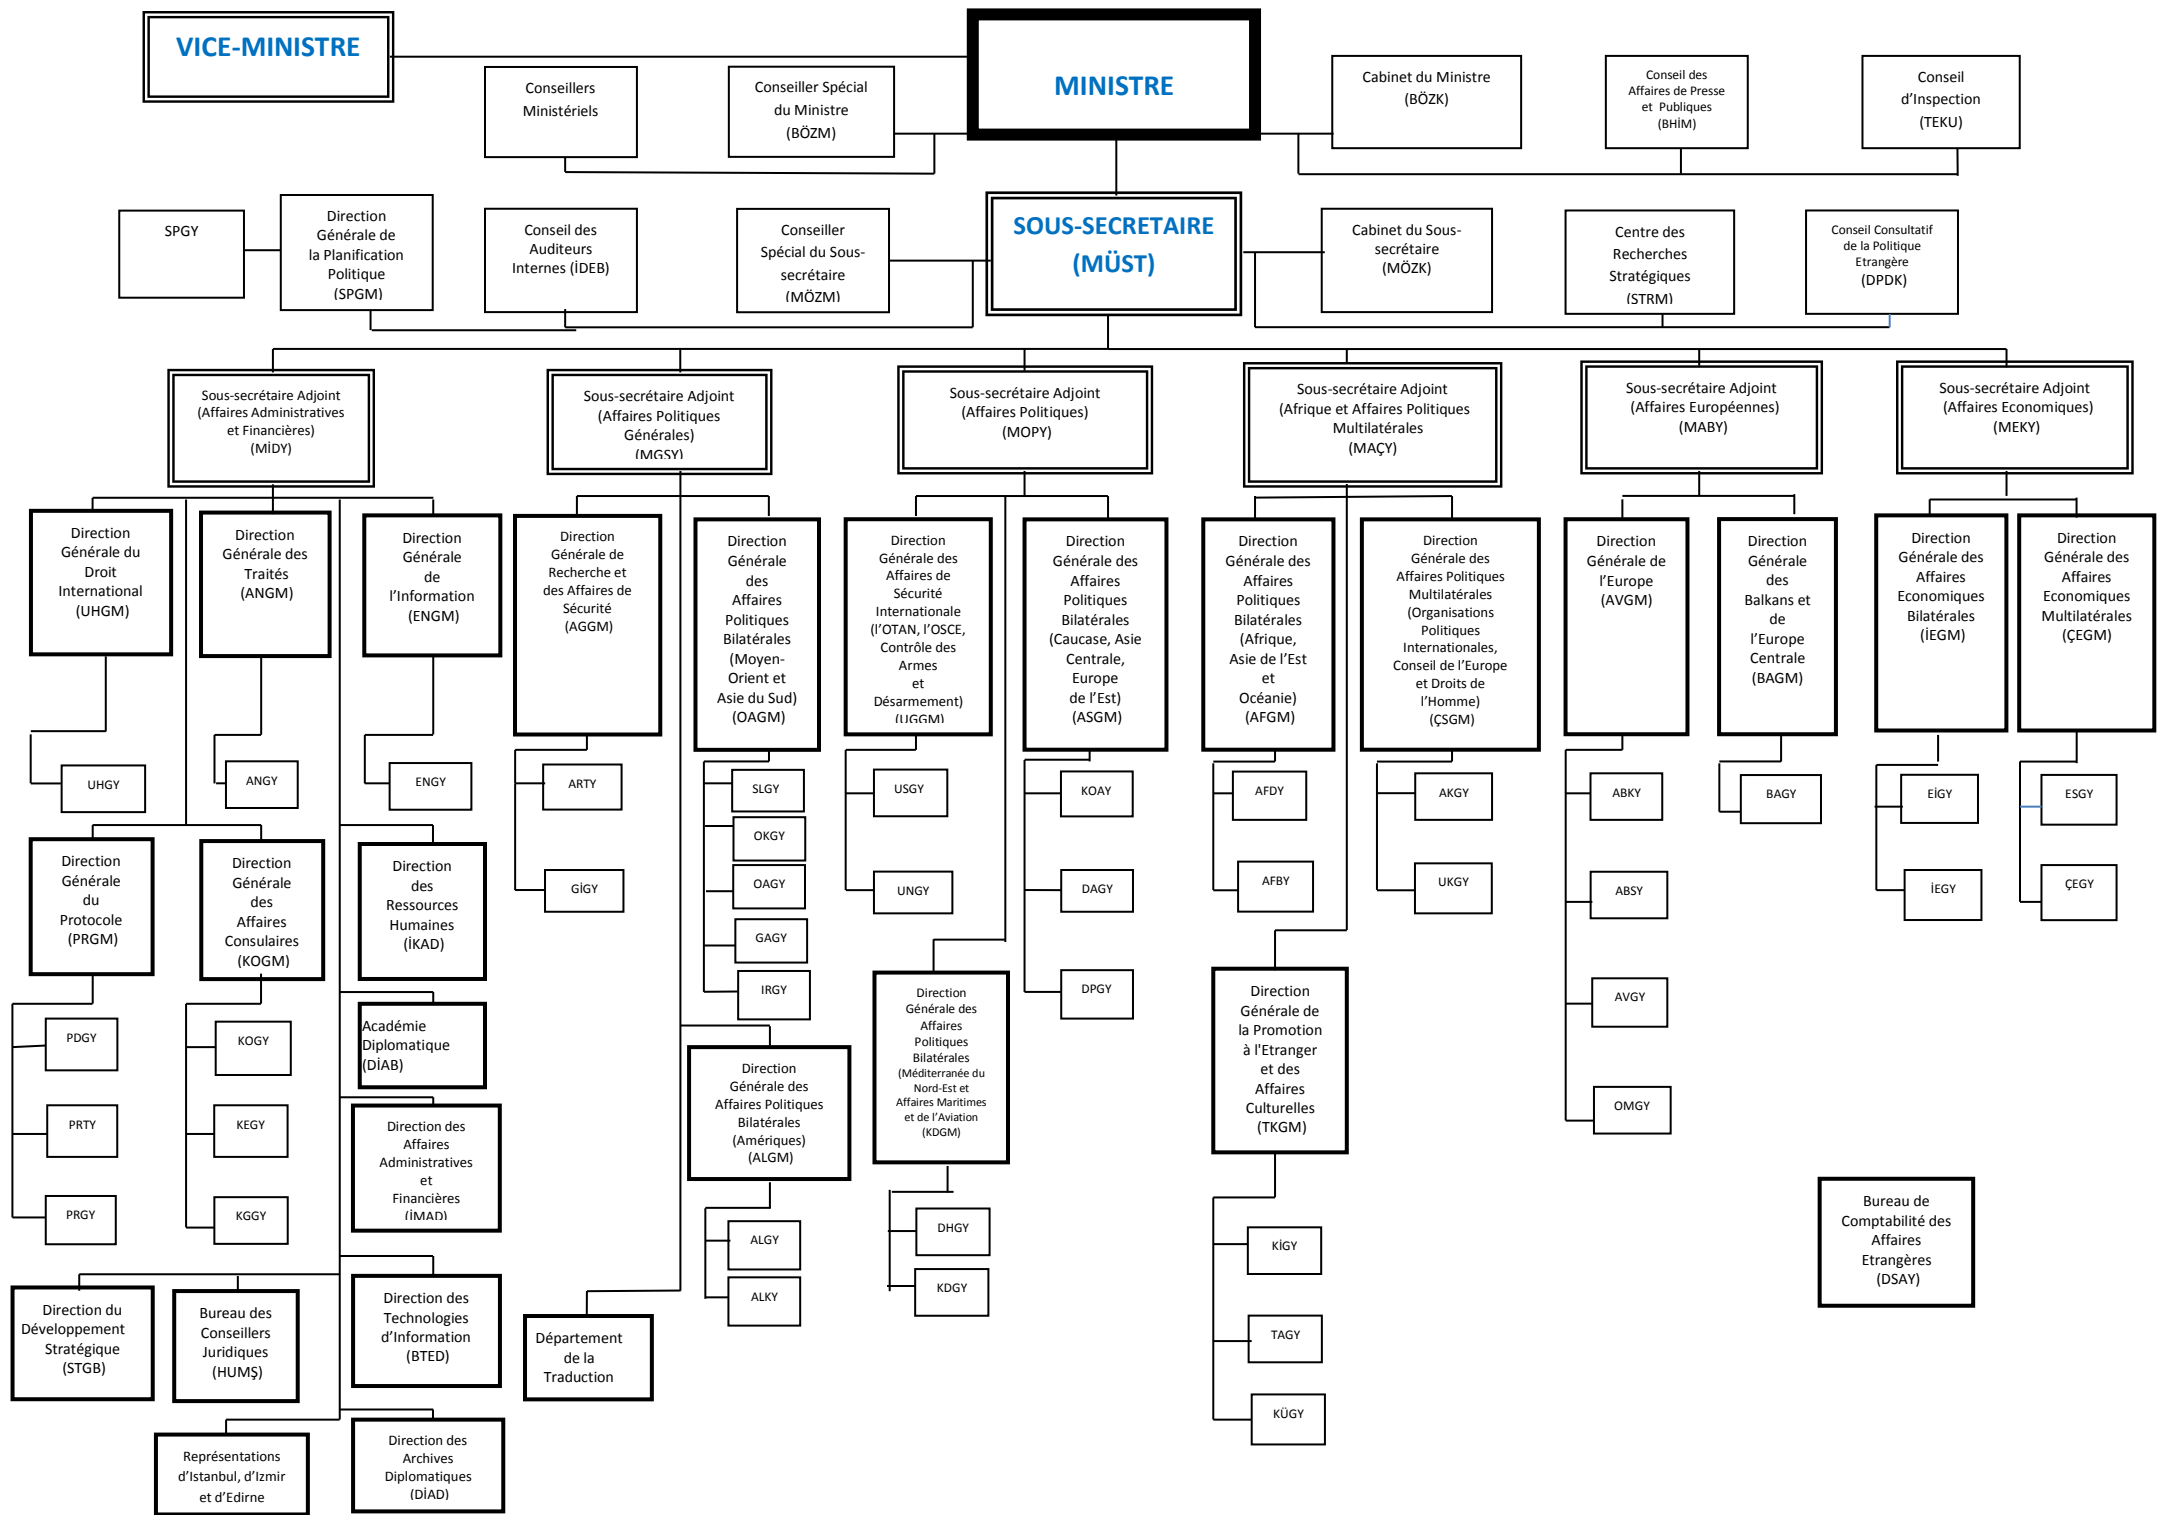 VICE-MINISTRE
MINISTRE
Conseillers
Ministériels
Conseiller Spécial
du Ministre
(BÖZM)
Cabinet du Ministre
(BÖZK)
Conseil des
Affaires de Presse
et Publiques
(BHİM)
Conseil
d’Inspection
(TEKU)
SPGY
Direction
Générale de
la Planification
Politique
(SPGM)
Conseil des
Auditeurs
Internes (İDEB)
Conseiller
Spécial du Sous-
secrétaire
(MÖZM)
SOUS-SECRETAIRE
(MÜST)
Cabinet du Sous-
secrétaire
(MÖZK)
Centre des
Recherches
Stratégiques
(STRM)
Conseil Consultatif
de la Politique
Etrangère
(DPDK)
Sous-secrétaire Adjoint
(Affaires Administratives
et Financières)
(MİDY)
Sous-secrétaire Adjoint
(Affaires Politiques
Générales)
(MGSY)
Sous-secrétaire Adjoint
(Affaires Politiques)
(MOPY)
Sous-secrétaire Adjoint
(Afrique et Affaires Politiques
Multilatérales)
(MAÇY)
Sous-secrétaire Adjoint
(Affaires Européennes)
(MABY)
Sous-secrétaire Adjoint
(Affaires Economiques)
(MEKY)
Direction
Générale du
Droit
International
(UHGM)
Direction
Générale des
Traités
(ANGM)
Direction
Générale
de
l’Information
(ENGM)
Direction
Générale de
Recherche et
des Affaires de
Sécurité
(AGGM)
Direction
Générale
des
Affaires
Politiques
Bilatérales
(Moyen-
Orient et
Asie du Sud)
(OAGM)
Direction
Générale des
Affaires de
Sécurité
Internationale
(l’OTAN, l’OSCE,
Contrôle des
Armes
et
Désarmement)
(UGGM)
Direction
Générale des
Affaires
Politiques
Bilatérales
(Caucase, Asie
Centrale,
Europe
de l’Est)
(ASGM)
Direction
Générale des
Affaires
Politiques
Bilatérales
(Afrique,
Asie de l’Est
et
Océanie)
(AFGM)
Direction
Générale des
Affaires Politiques
Multilatérales
(Organisations
Politiques
Internationales,
Conseil de l’Europe
et Droits de
l’Homme)
(ÇSGM)
Direction
Générale de
l’Europe
(AVGM)
Direction
Générale
des
Balkans et
de
l’Europe
Centrale
(BAGM)
Direction
Générale des
Affaires
Economiques
Bilatérales
(İEGM)
Direction
Générale des
Affaires
Economiques
Multilatérales
(ÇEGM)
UHGY
ANGY
ENGY
ARTY
GİGY
SLGY
OKGY
OAGY
GAGY
IRGY
USGY
UNGY
KOAY
DAGY
DPGY
AFDY
AFBY
AKGY
UKGY
ABKY
ABSY
AVGY
OMGY
BAGY
EİGY
İEGY
ESGY
ÇEGY
Direction
Générale
du
Protocole
(PRGM)
Direction
Générale
des
Affaires
Consulaires
(KOGM)
Direction
des
Ressources
Humaines
(İKAD)
PDGY
PRTY
PRGY
KOGY
KEGY
KGGY
Académie
Diplomatique
(DİAB)
Direction des
Affaires
Administratives
et
Financières
(İMAD)
Direction
Générale des
Affaires Politiques
Bilatérales
(Amériques)
(ALGM)
ALGY
ALKY
Direction
Générale des
Affaires
Politiques
Bilatérales
(Méditerranée du
Nord-Est et
Affaires Maritimes
et de l’Aviation
(KDGM)
DHGY
KDGY
Direction
Générale de
la Promotion
à l'Etranger
et des
Affaires
Culturelles
(TKGM)
KİGY
TAGY
KÜGY
Bureau de
Comptabilité des
Affaires
Etrangères
(DSAY)
Direction du
Développement
Stratégique
(STGB)
Bureau des
Conseillers
Juridiques
(HUMŞ)
Direction des
Technologies
d’Information
(BTED)
Département
de la
Traduction
Représentations
d’Istanbul, d’Izmir
et d’Edirne
Direction des
Archives
Diplomatiques
(DİAD)